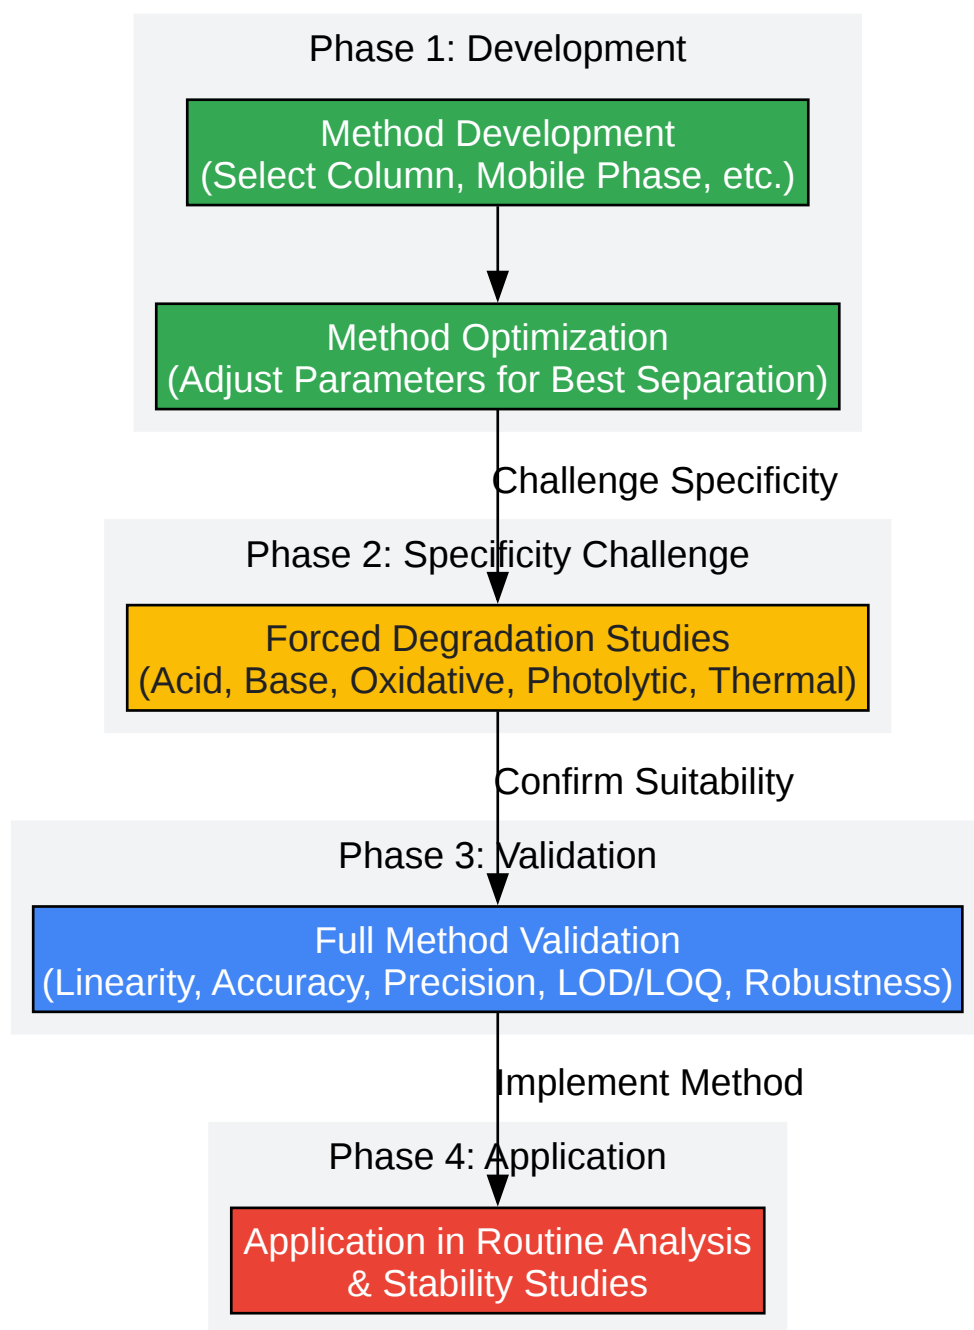 Phase 1: Development
Method Development
(Select Column, Mobile Phase, etc.)
Method Optimization
(Adjust Parameters for Best Separation)
Challenge Specificity
Phase 2: Specificity Challenge
Forced Degradation Studies
(Acid, Base, Oxidative, Photolytic, Thermal)
Confirm Suitability
Phase 3: Validation
Full Method Validation
(Linearity, Accuracy, Precision, LOD/LOQ, Robustness)
Implement Method
Phase 4: Application
Application in Routine Analysis
& Stability Studies